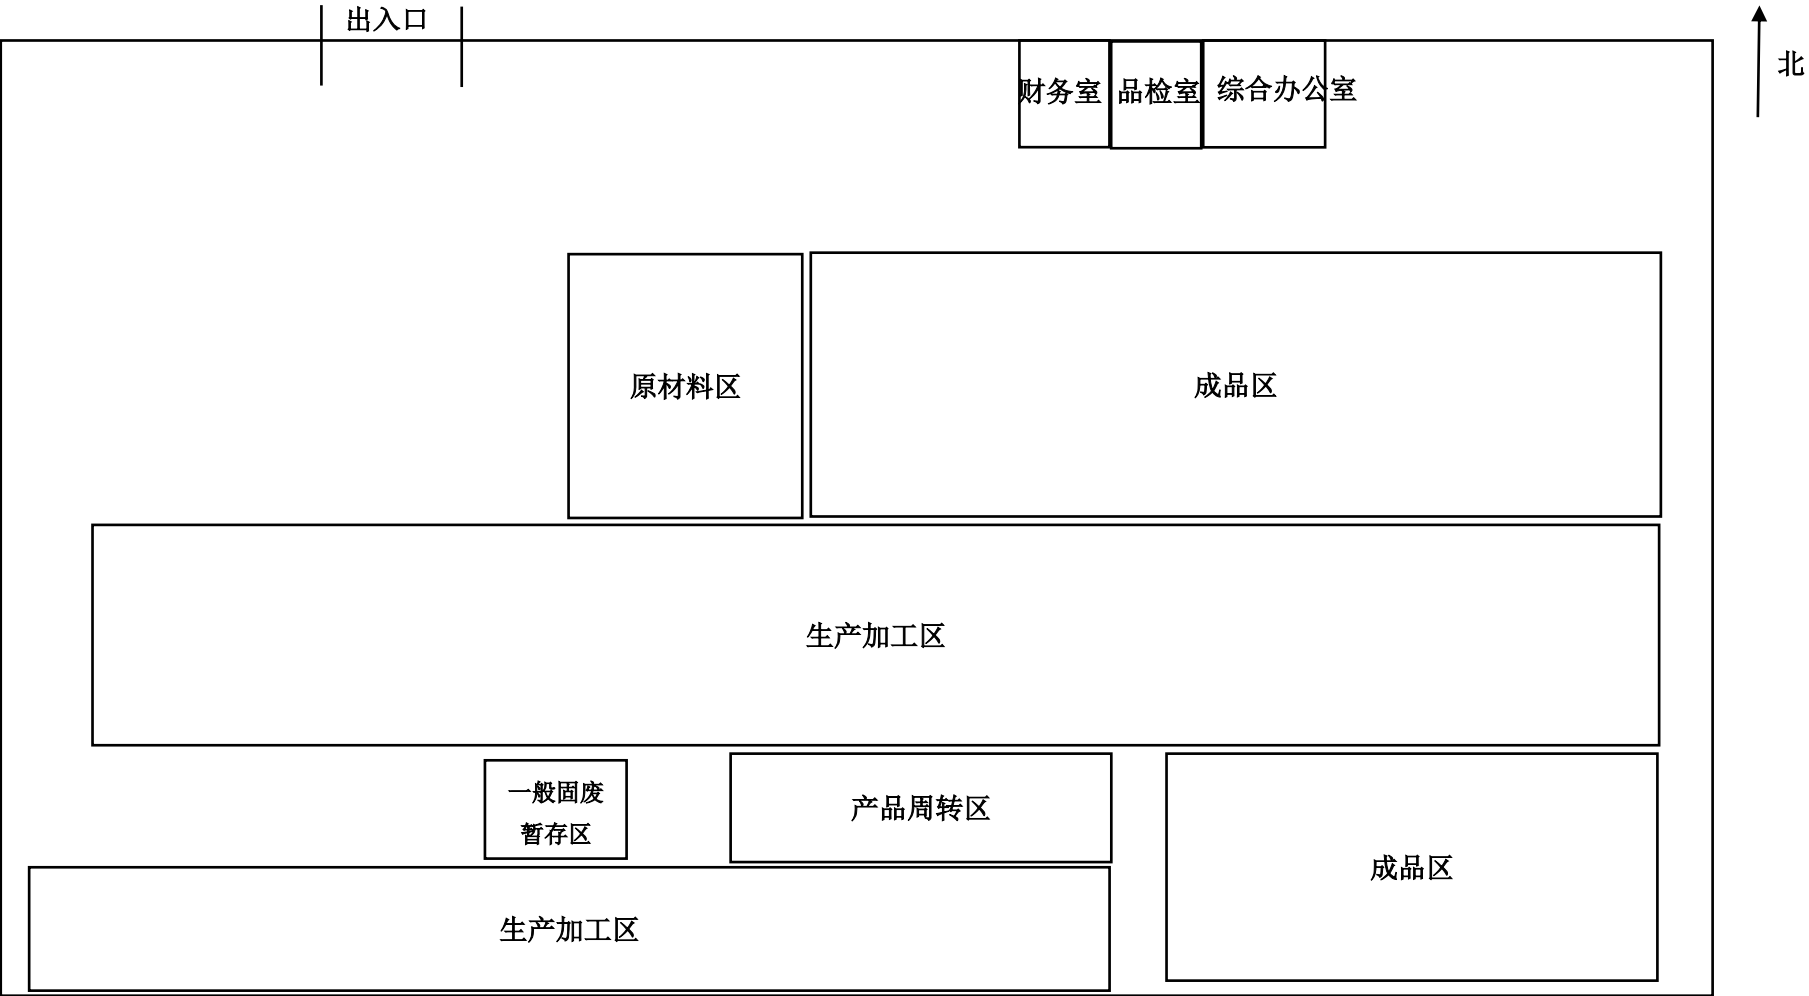 出入口
北
财务室
品检室
综合办公室
原材料区
成品区
生产加工区
一般固废
暂存区
产品周转区
成品区
生产加工区